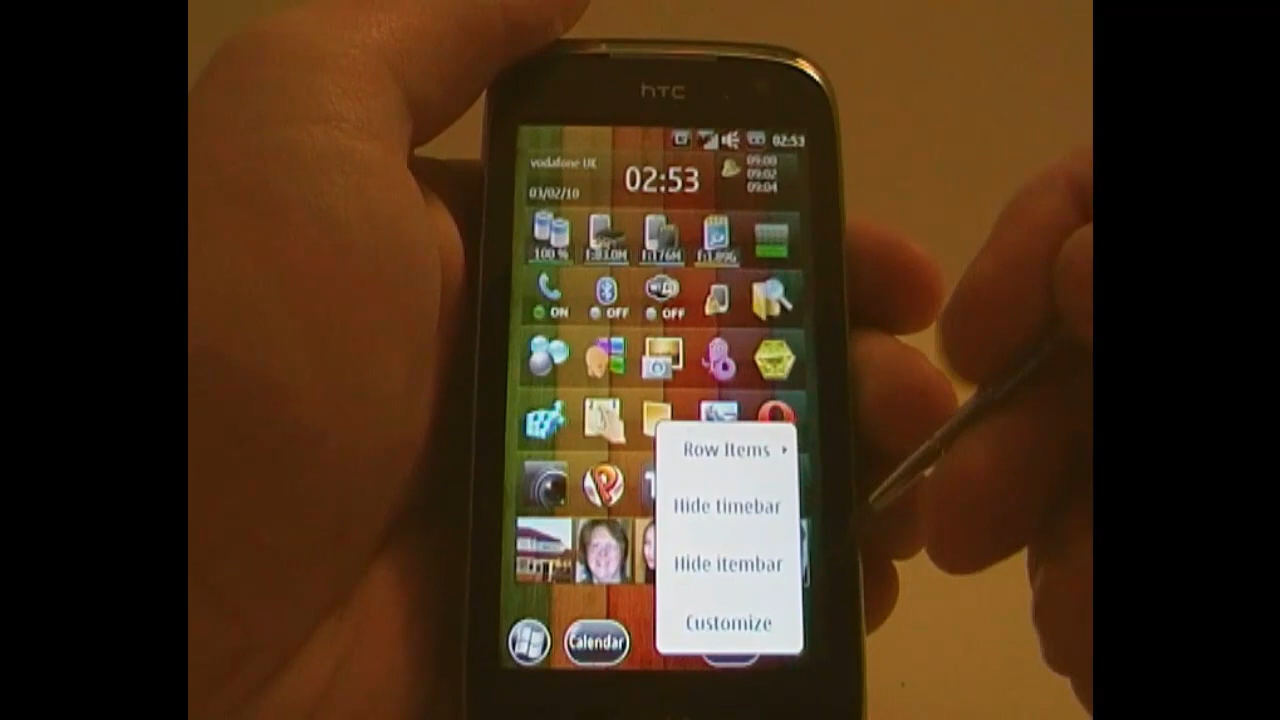 hTC
02:53
vodafone UK
02:53
09:00
09:02
09:04
03/02/10
100 %
ON
OFF
OFF
Row Items
Hide timebar
Hide itembar
Customize
Calendar